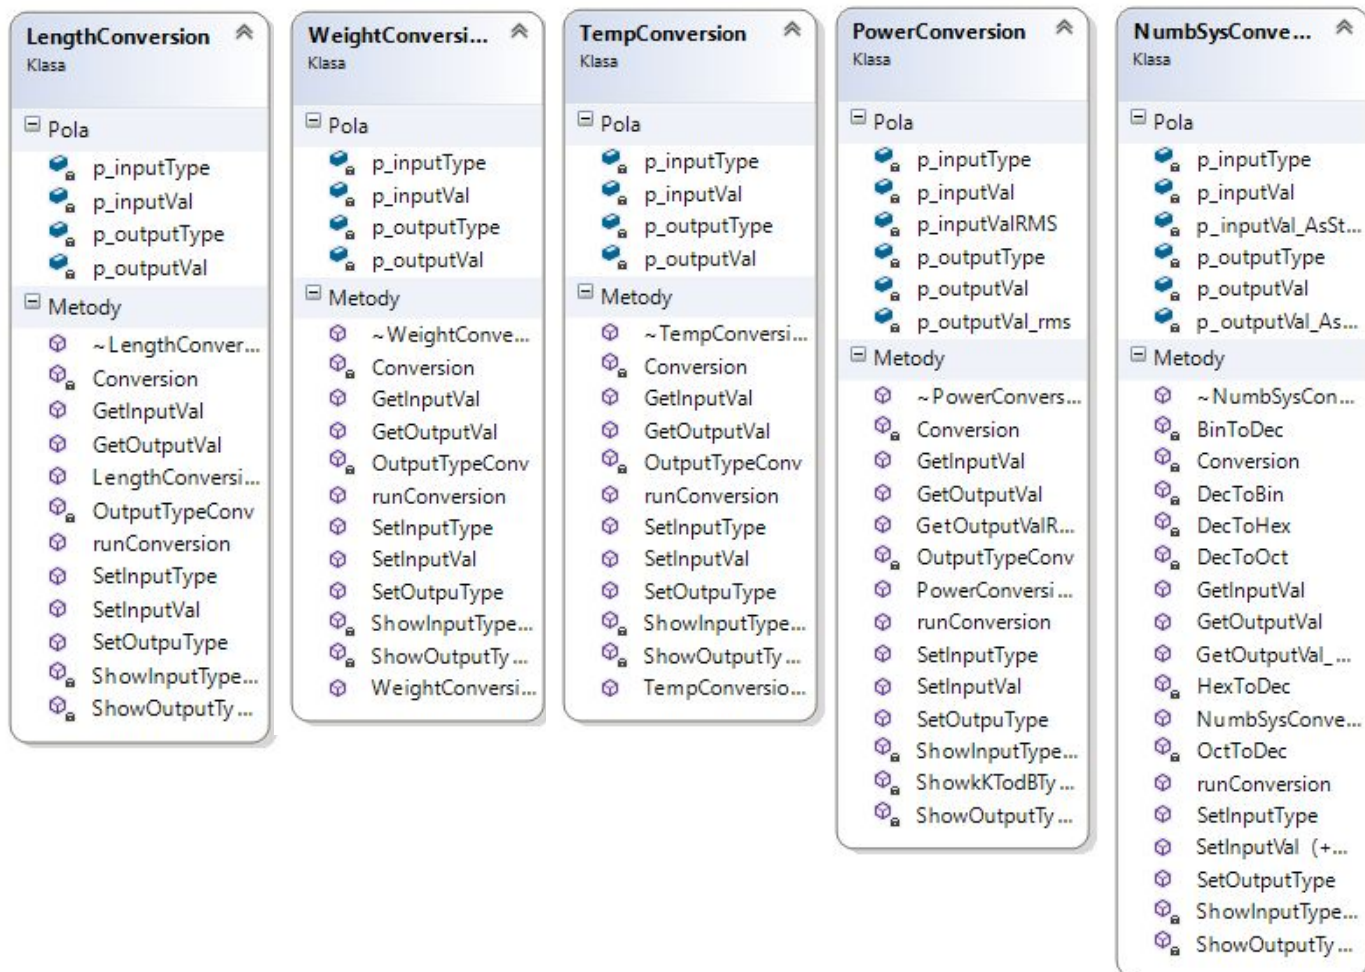 LengthConversion
Klasa
Pola
p_inputType
p_inputVal
p_outputType
p_outputVal
Metody
~LengthConver...
Conversion
GetInputVal
GetOutputVal
LengthConversi...
OutputTypeConv
runConversion
SetInputType
SetInputVal
SetOutpuType
ShowInputType...
ShowOutputTy...
WeightConversi...
Klasa
Pola
p_inputType
p_inputVal
p_outputType
p_outputVal
Metody
~WeightConve...
Conversion
GetInputVal
GetOutputVal
OutputTypeConv
runConversion
SetInputType
SetInputVal
SetOutpuType
ShowInputType...
ShowOutputTy...
WeightConversi...
TempConversion
Klasa
Pola
p_inputType
p_inputVal
p_outputType
p_outputVal
Metody
~TempConversi...
Conversion
GetInputVal
GetOutputVal
OutputTypeConv
runConversion
SetInputType
SetInputVal
SetOutpuType
ShowInputType...
ShowOutputTy...
TempConversio...
PowerConversion
Klasa
Pola
p_inputType
p_inputVal
p_inputValRMS
p_outputType
p_outputVal
p_outputVal_rms
Metody
~PowerConvers...
Conversion
GetInputVal
GetOutputVal
GetOutputValR...
OutputTypeConv
PowerConversi...
runConversion
SetInputType
SetInputVal
SetOutpuType
ShowInputType...
ShowkKTodBTy...
ShowOutputTy...
NumbSysConve...
Klasa
Pola
p_inputType
p_inputVal
p_inputVal_AsSt...
p_outputType
p_outputVal
p_outputVal_As...
Metody
~NumbSysCon...
BinToDec
Conversion
DecToBin
DecToHex
DecToOct
GetInputVal
GetOutputVal
GetOutputVal_...
HexToDec
NumbSysConve...
OctToDec
runConversion
SetInputType
SetInputVal (+...
SetOutputType
ShowInputType...
ShowOutputTy...